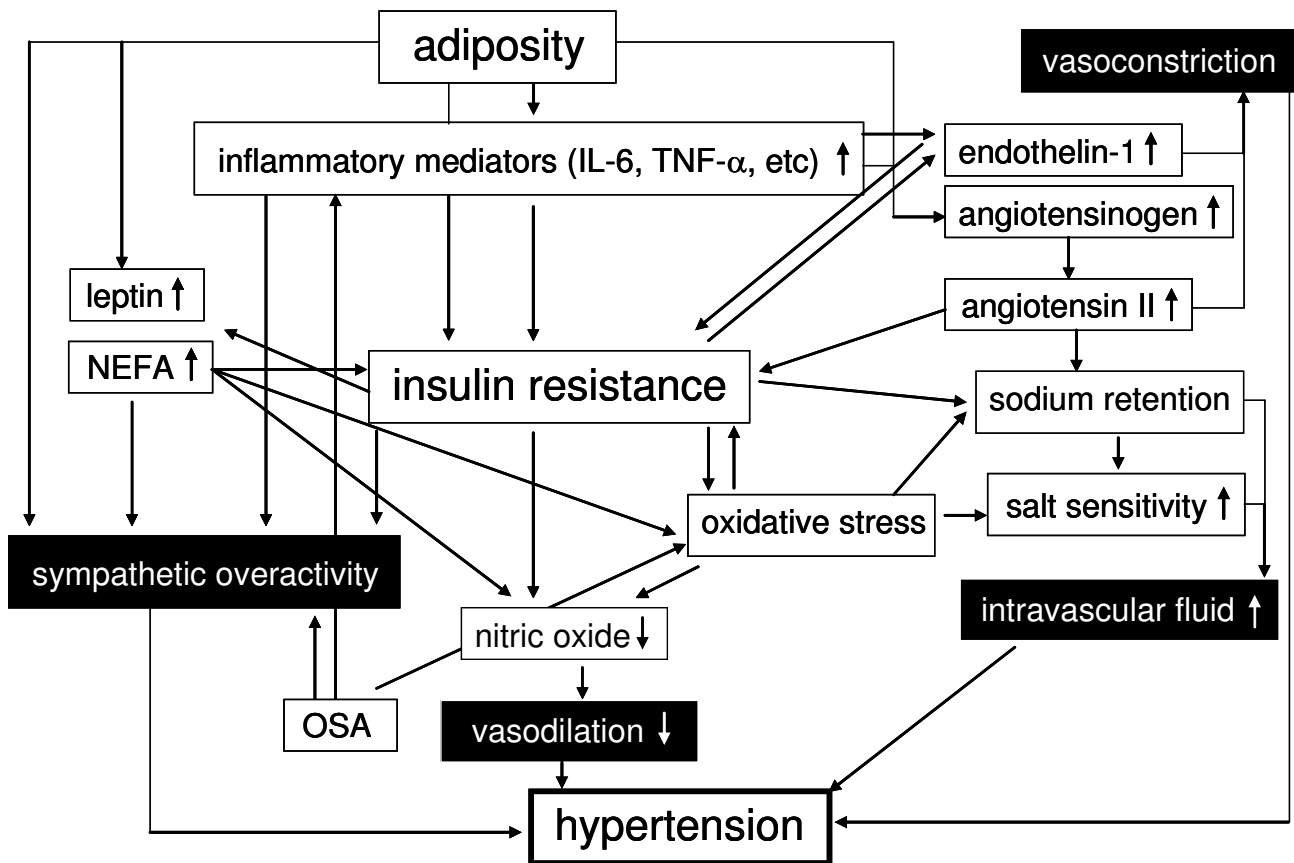 adiposity
vasoconstriction
inflammatory mediators (IL-6, TNF-α, etc) ↑
endothelin-1 ↑
angiotensinogen ↑
leptin ↑
angiotensin II ↑
NEFA ↑
insulin resistance
sodium retention
salt sensitivity ↑
oxidative stress
sympathetic overactivity
intravascular fluid ↑
nitric oxide ↓
OSA
vasodilation ↓
hypertension